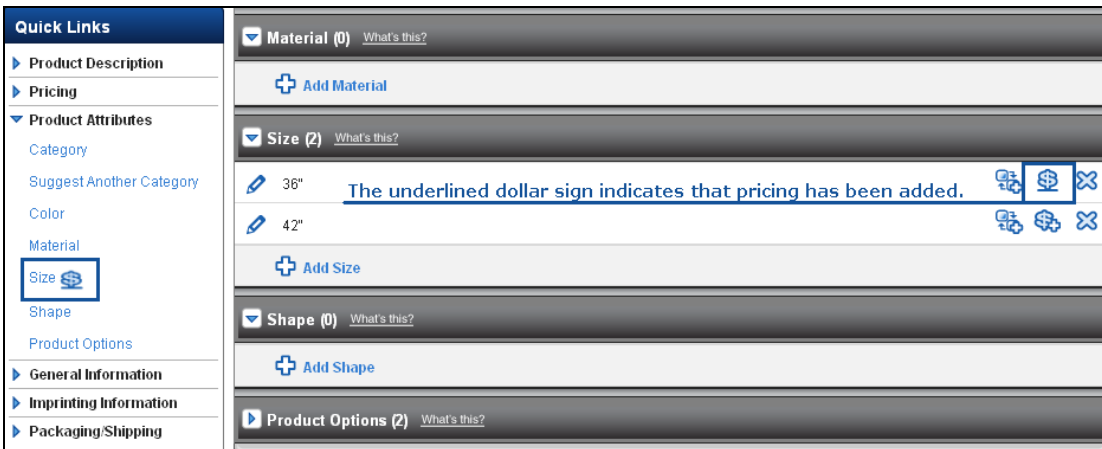 Quick Links
Product Description
Pricing
Product Attributes
Category
Suggest Another Category
Color
Material
Size
Shape
Product Options
General Information
Imprinting Information
Packaging/Shipping
Material (0) What's this?
Add Material
Size (2) What's this?
36" The underlined dollar sign indicates that pricing has been added.
42"
Add Size
Shape (0) What's this?
Add Shape
Product Options (2) What's this?